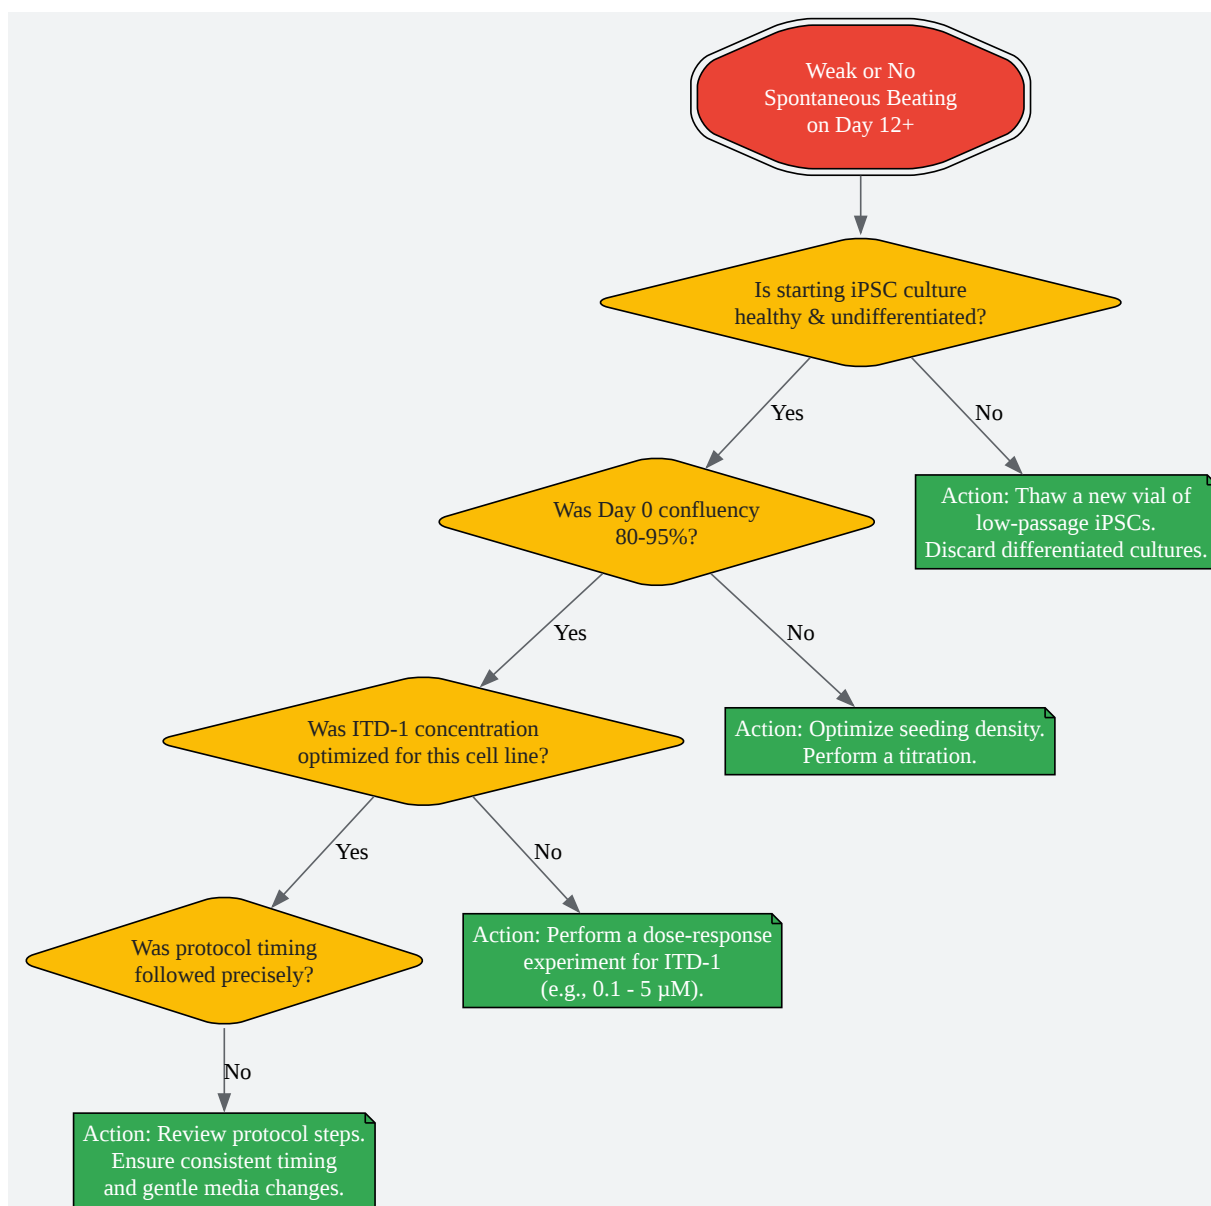 Weak or No
Spontaneous Beating
on Day 12+
Is starting iPSC culture
healthy & undifferentiated?
Yes
No
Was Day 0 confluency
80-95%?
Action: Thaw a new vial of
low-passage iPSCs.
Discard differentiated cultures.
Yes
No
Was ITD-1 concentration
optimized for this cell line?
Action: Optimize seeding density.
Perform a titration.
Yes
No
Was protocol timing
followed precisely?
Action: Perform a dose-response
experiment for ITD-1
(e.g., 0.1 - 5 µM).
No
Action: Review protocol steps.
Ensure consistent timing
and gentle media changes.